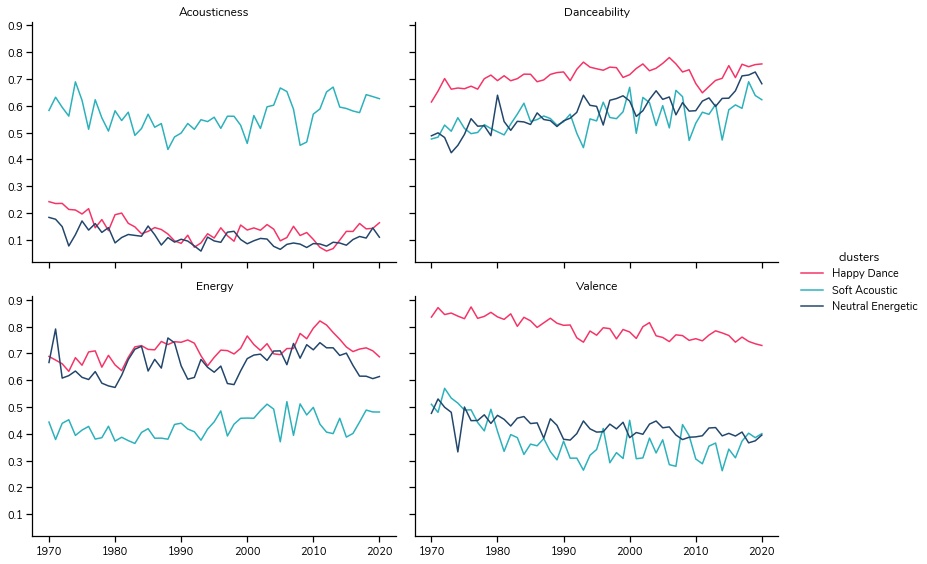 Acousticness
Danceability
0.9
0.8
0.7
0.6
0.5
0.4
0.3
0.2
0.1
Energy
Valence
clusters
Happy Dance
Soft Acoustic
Neutral Energetic
0.9
0.8
0.7
0.6
0.5
0.4
0.3
0.2
0.1
1970 1980 1990 2000 2010 2020
1970 1980 1990 2000 2010 2020